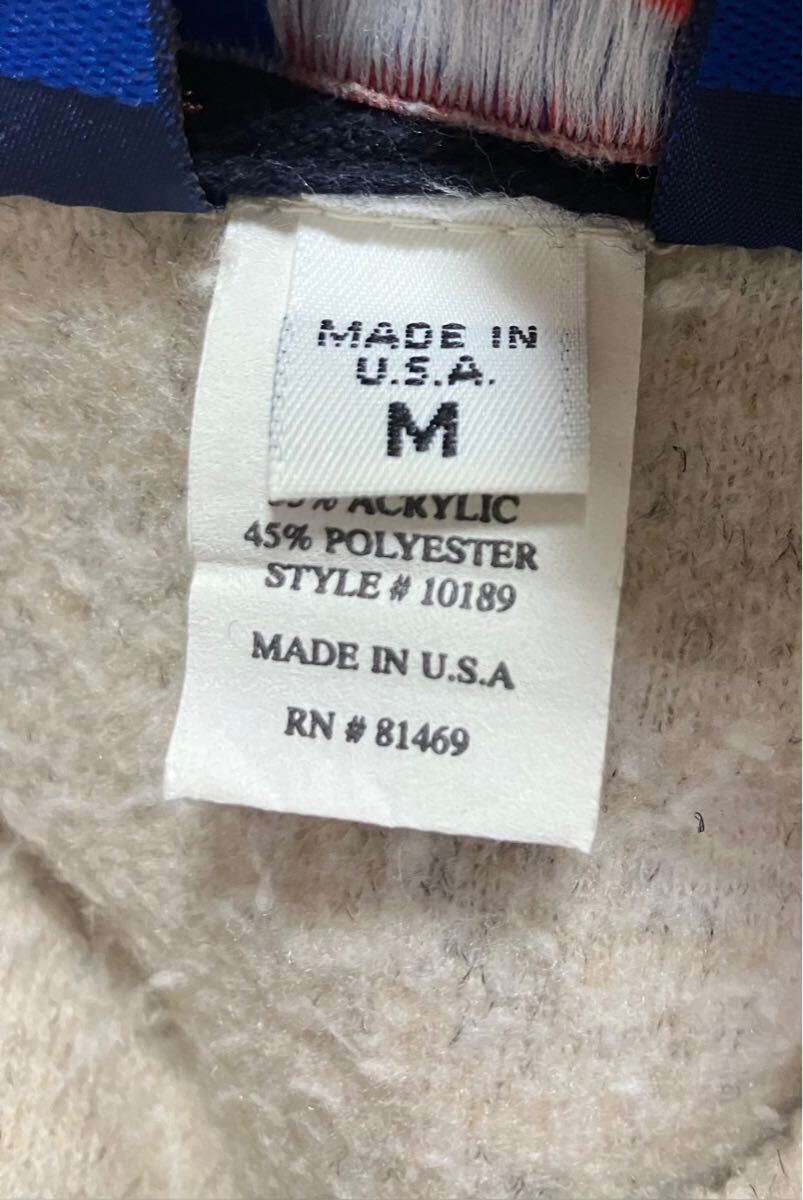 MADE IN
U.S.A.
M
% ACRYLIC
45% POLYESTER
STYLE # 10189
MADE IN U.S.A
RN # 81469